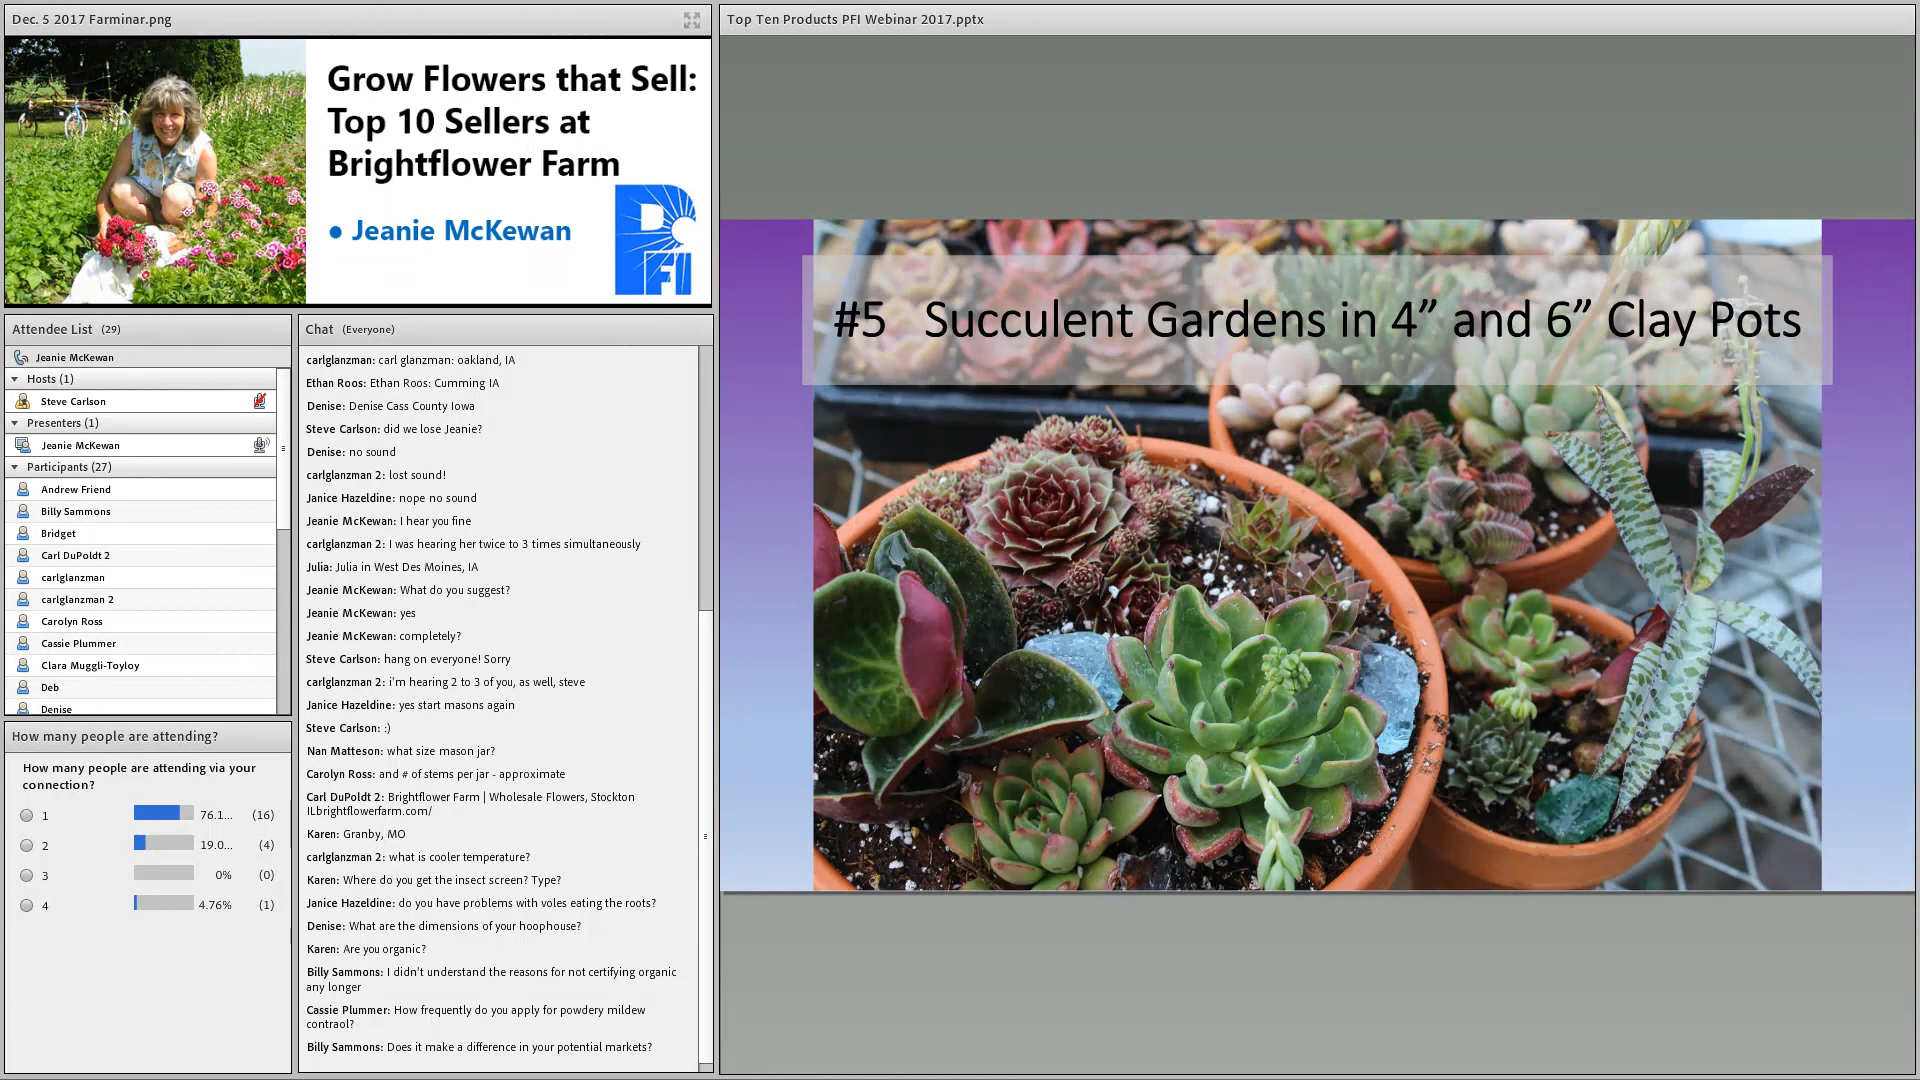 Dec. 5 2017 Farminar.png
Grow Flowers that Sell:
Top 10 Sellers at
Brightflower Farm
● Jeanie McKewan
PFI
Attendee List (29)
Jeanie McKewan
Hosts (1)
Steve Carlson
Presenters (1)
Jeanie McKewan
Participants (27)
Andrew Friend
Billy Sammons
Bridget
Carl DuPoldt 2
carlglanzman
carlglanzman 2
Carolyn Ross
Cassie Plummer
Clara Muggli-Toyloy
Deb
Denise
How many people are attending?
How many people are attending via your
connection?
1 76.1... (16)
2 19.0... (4)
3 0% (0)
4 4.76% (1)
Chat (Everyone)
carlglanzman: carl glanzman: oakland, IA
Ethan Roos: Ethan Roos: Cumming IA
Denise: Denise Cass County Iowa
Steve Carlson: did we lose Jeanie?
Denise: no sound
carlglanzman 2: lost sound!
Janice Hazeldine: nope no sound
Jeanie McKewan: I hear you fine
carlglanzman 2: I was hearing her twice to 3 times simultaneously
Julia: Julia in West Des Moines, IA
Jeanie McKewan: What do you suggest?
Jeanie McKewan: yes
Jeanie McKewan: completely?
Steve Carlson: hang on everyone! Sorry
carlglanzman 2: i'm hearing 2 to 3 of you, as well, steve
Janice Hazeldine: yes start masons again
Steve Carlson: :)
Nan Matteson: what size mason jar?
Carolyn Ross: and # of stems per jar - approximate
Carl DuPoldt 2: Brightflower Farm | Wholesale Flowers, Stockton
ILbrightflowerfarm.com/
Karen: Granby, MO
carlglanzman 2: what is cooler temperature?
Karen: Where do you get the insect screen? Type?
Janice Hazeldine: do you have problems with voles eating the roots?
Denise: What are the dimensions of your hoophouse?
Karen: Are you organic?
Billy Sammons: I didn't understand the reasons for not certifying organic
any longer
Cassie Plummer: How frequently do you apply for powdery mildew
contraol?
Billy Sammons: Does it make a difference in your potential markets?
Top Ten Products PFI Webinar 2017.pptx
#5 Succulent Gardens in 4” and 6” Clay Pots